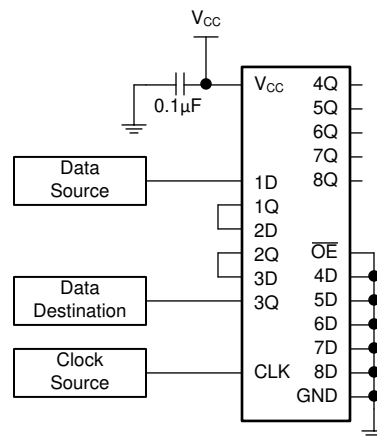 VCC
0.1µF
VCC
4Q
5Q
6Q
7Q
8Q
Data
Source
1D
1Q
2D
2Q
3D
3Q
Data
Destination
Clock
Source
CLK
OE
4D
5D
6D
7D
8D
GND